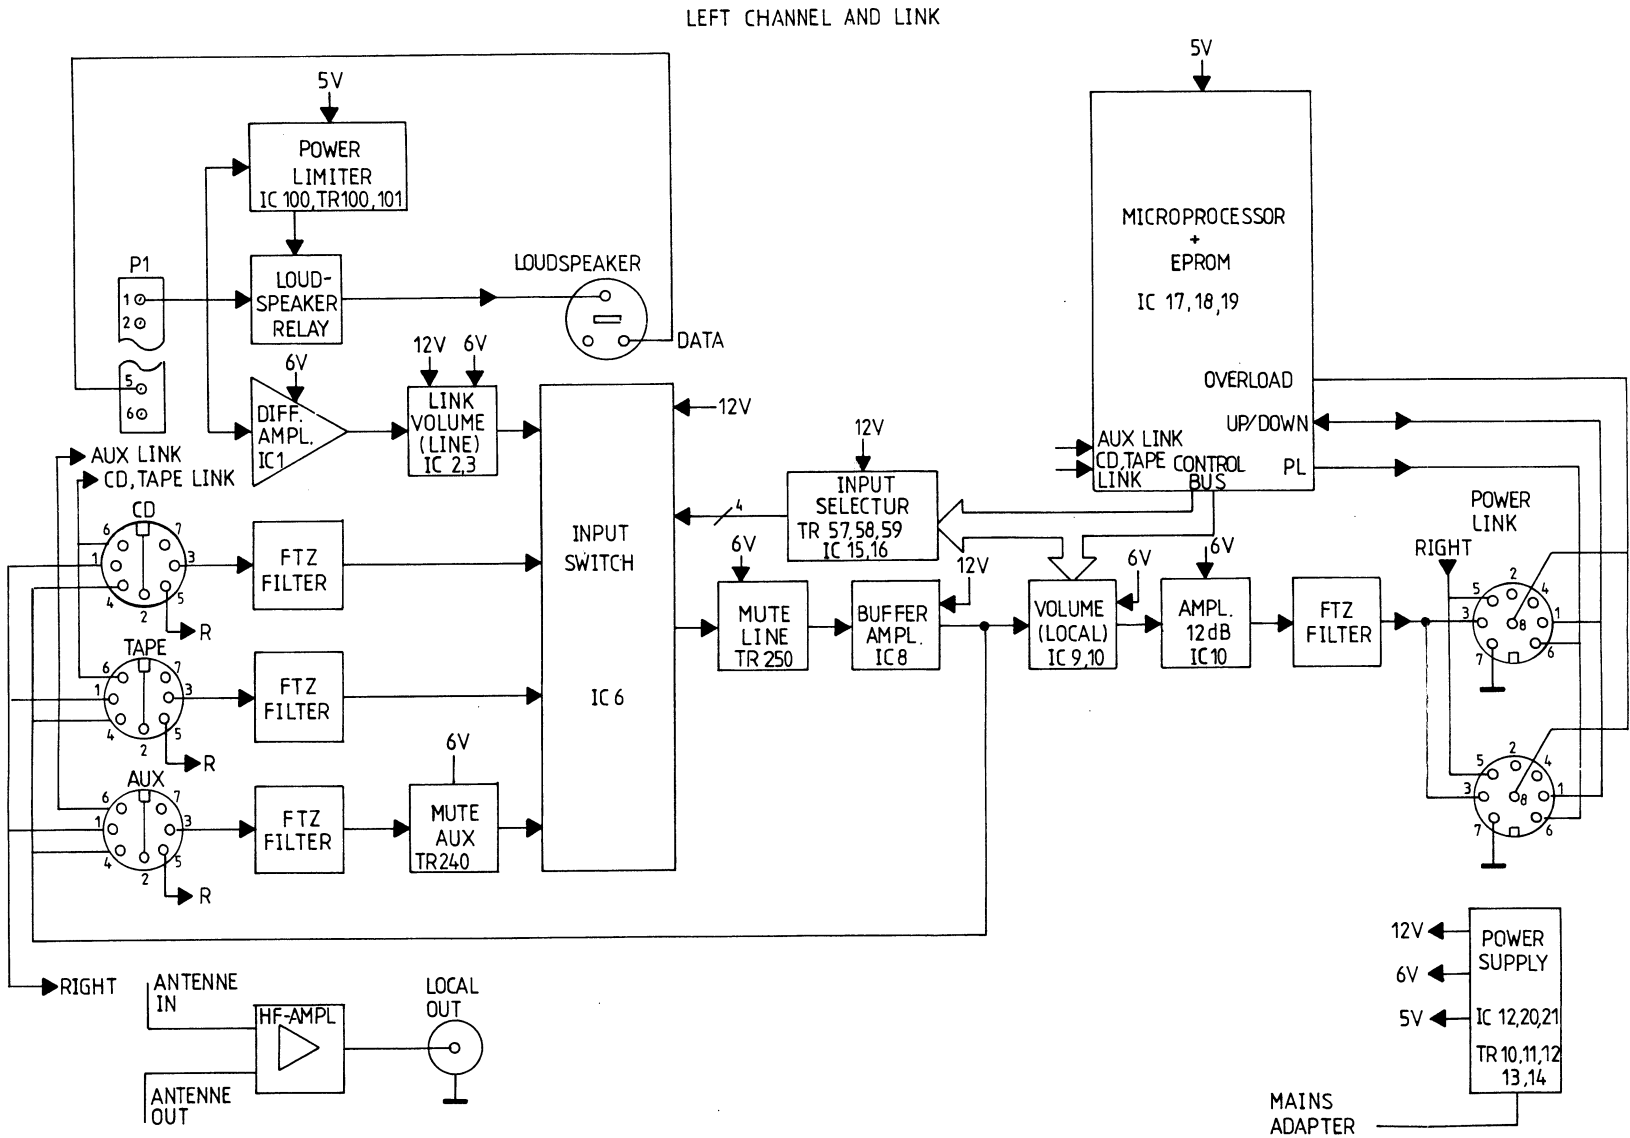 LEFT CHANNEL AND LINK
5V
POWER
LIMITER
IC 100,TR100,101
P1
1
2
5
6
LOUD-
SPEAKER
RELAY
LOUDSPEAKER
DATA
6V
DIFF.
AMPL.
IC1
12V
6V
LINK
VOLUME
(LINE)
IC 2,3
INPUT
SWITCH
IC 6
12V
4
12V
INPUT
SELECTUR
TR 57,58,59
IC 15,16
5V
MICROPROCESSOR
+
EPROM
IC 17,18,19
OVERLOAD
UP/DOWN
PL
AUX LINK
CD,TAPE
LINK
CONTROL
BUS
AUX LINK
CD,TAPE LINK
CD
6
7
1
3
4
5
2
R
FTZ
FILTER
TAPE
6
7
1
3
4
5
2
R
FTZ
FILTER
AUX
6
7
1
3
4
5
2
R
FTZ
FILTER
6V
MUTE
AUX
TR240
6V
MUTE
LINE
TR 250
12V
BUFFER
AMPL.
IC8
6V
VOLUME
(LOCAL)
IC 9,10
6V
AMPL.
12dB
IC10
FTZ
FILTER
POWER
LINK
RIGHT
2
5
4
3
1
8
7
6
2
5
4
3
1
8
7
6
RIGHT
ANTENNE
IN
HF-AMPL
ANTENNE
OUT
LOCAL
OUT
12V
6V
5V
POWER
SUPPLY
IC 12,20,21
TR 10,11,12
13,14
MAINS
ADAPTER